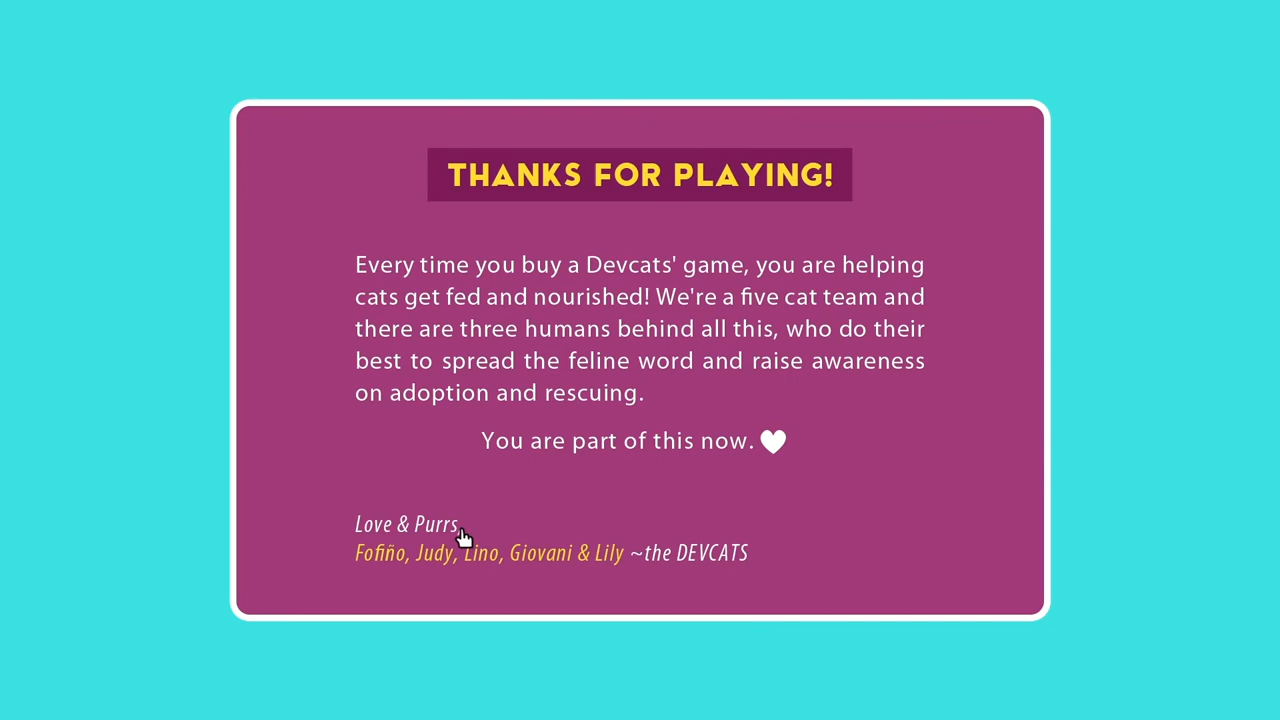 THANKS FOR PLAYING!
Every time you buy a Devcats' game, you are helping
cats get fed and nourished! We're a five cat team and
there are three humans behind all this, who do their
best to spread the feline word and raise awareness
on adoption and rescuing.
You are part of this now.
Love & Purrs,
Fofiño, Judy, Lino, Giovani & Lily ~the DEVCATS